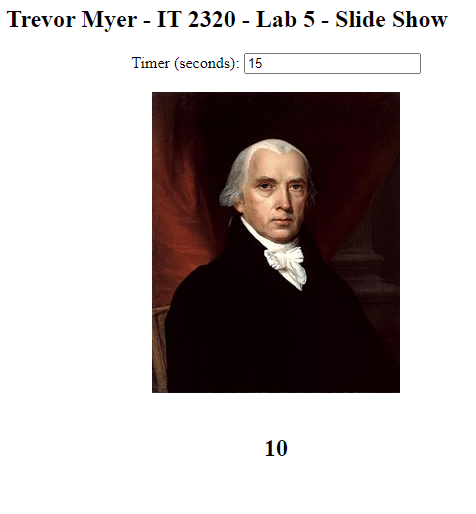 Trevor Myer - IT 2320 - Lab 5 - Slide Show
Timer (seconds): 15
10